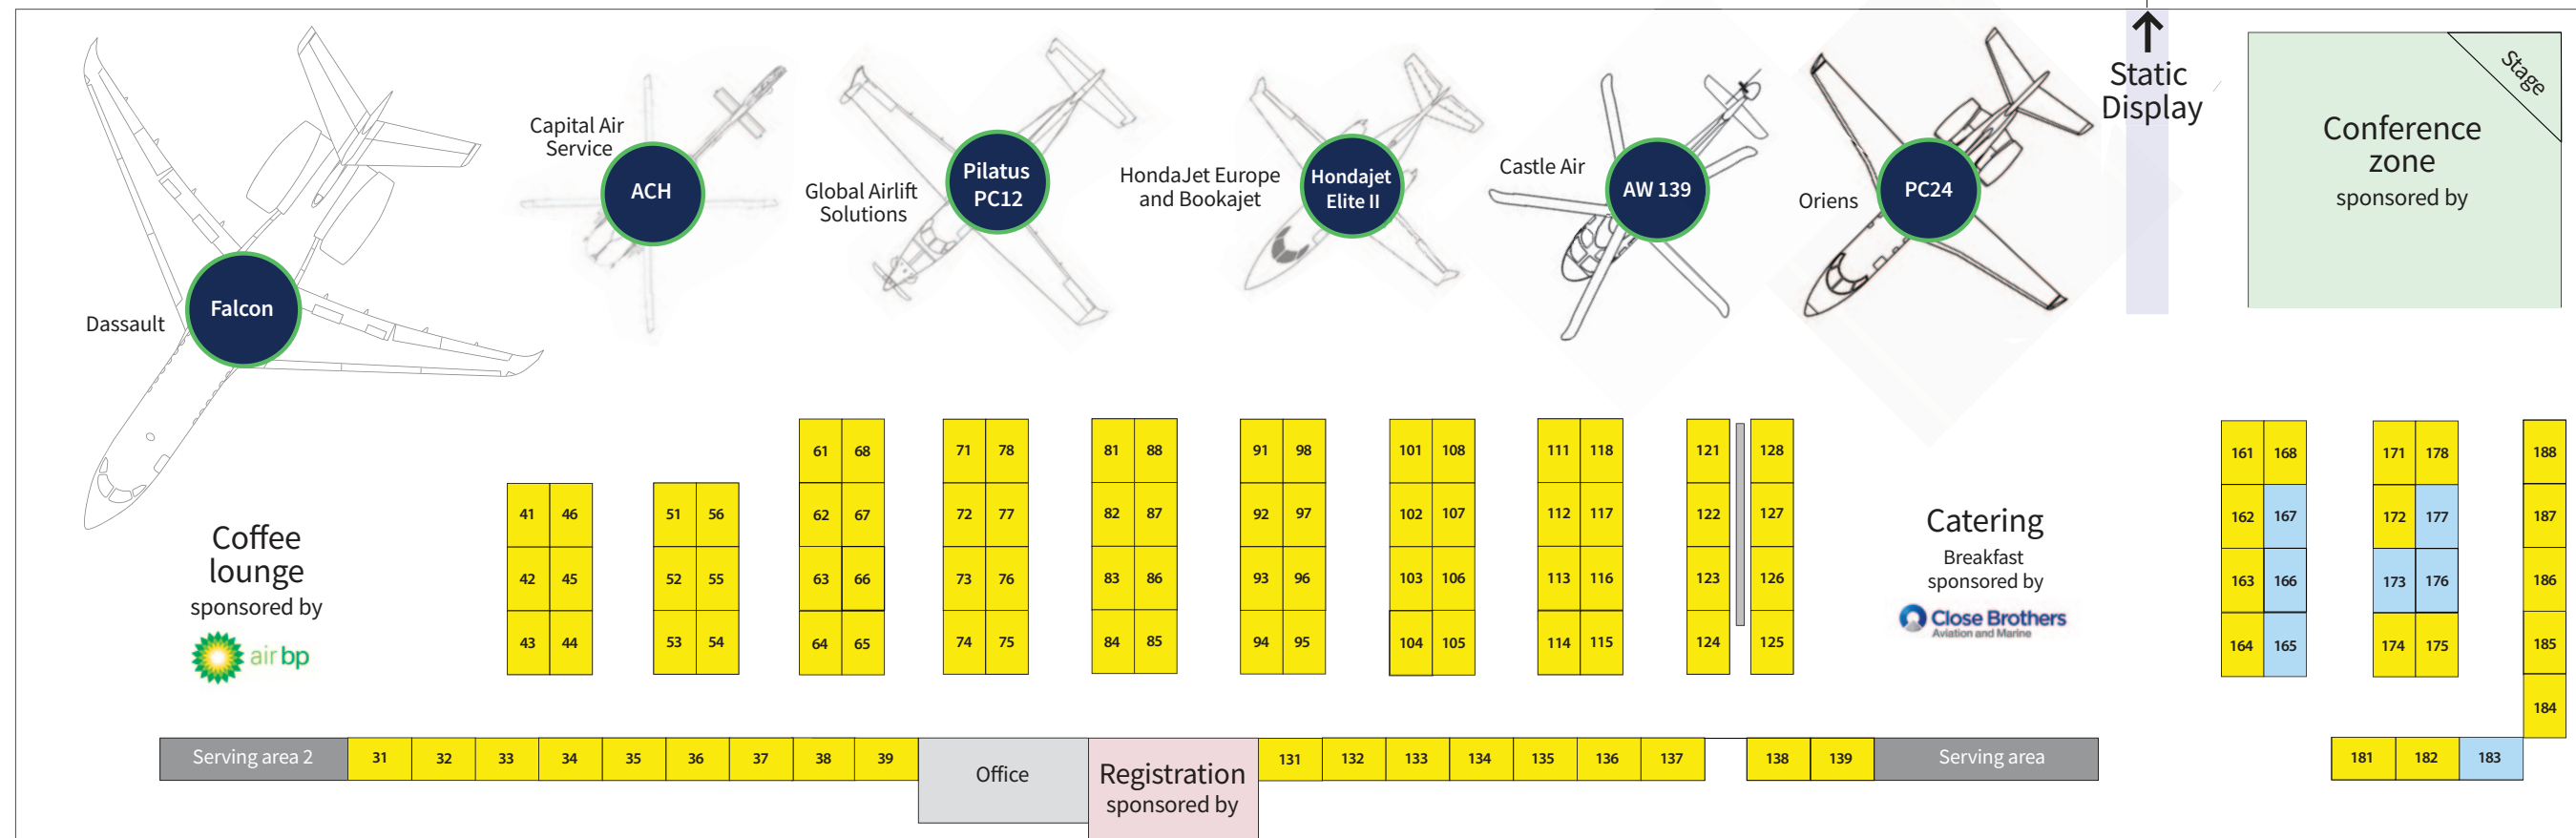 Static
Display
Stage
Conference
zone
sponsored by
Capital Air
Service
ACH
Global Airlift
Solutions
Pilatus
PC12
HondaJet Europe
and Bookajet
Hondajet
Elite II
Castle Air
AW 139
Oriens
PC24
Dassault
Falcon
61 68 71 78 81 88 91 98 101 108 111 118 121 128 161 168 171 178 188
41 46 51 56 62 67 72 77 82 87 92 97 102 107 112 117 122 127 162 167 172 177 187
42 45 52 55 63 66 73 76 83 86 93 96 103 106 113 116 123 126 163 166 173 176 186
43 44 53 54 64 65 74 75 84 85 94 95 104 105 114 115 124 125 164 165 174 175 185
184
Coffee
lounge
sponsored by
air bp
Catering
Breakfast
sponsored by
Close Brothers
Aviation and Marine
Serving area 2 31 32 33 34 35 36 37 38 39
Office
Registration
sponsored by
131 132 133 134 135 136 137 138 139 Serving area
181 182 183